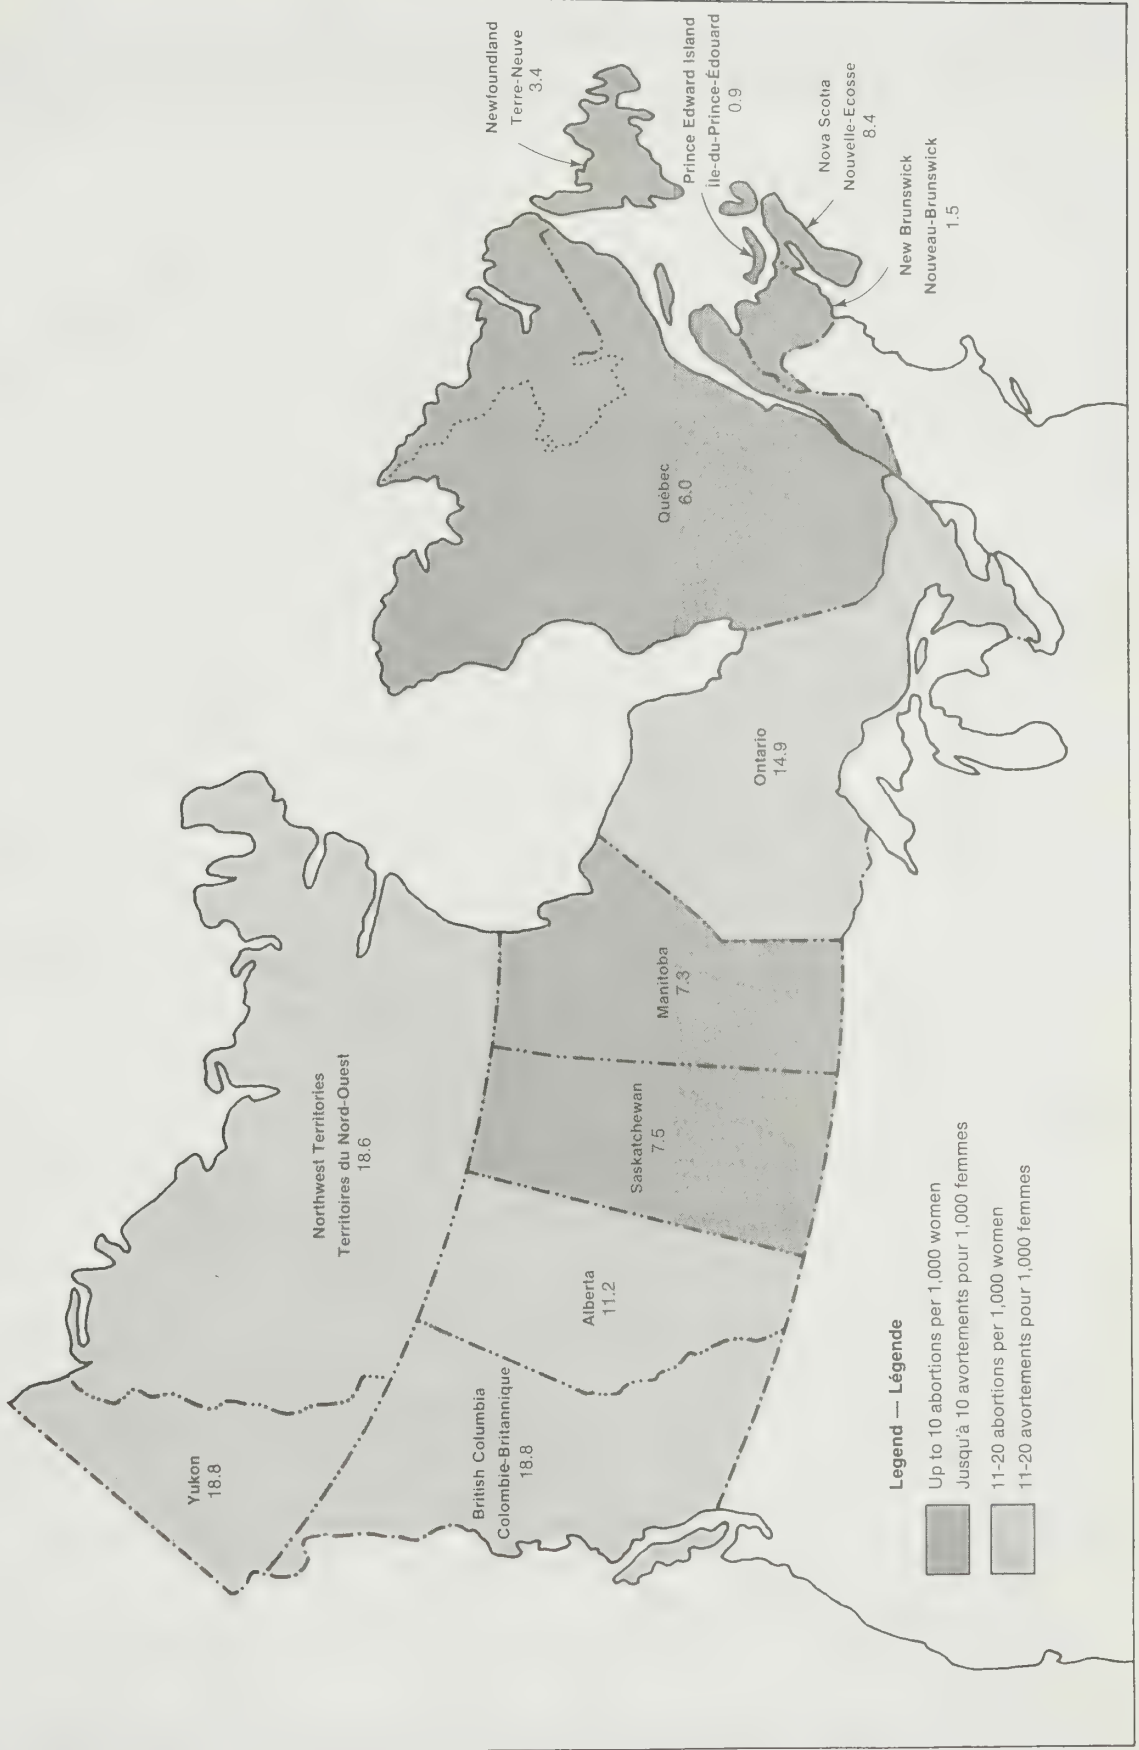 Newfoundland
Terre-Neuve
3.4
Prince Edward Island
Île-du-Prince-Édouard
0.9
Nova Scotia
Nouvelle-Ecosse
8.4
New Brunswick
Nouveau-Brunswick
1.5
Québec
6.0
Ontario
14.9
Manitoba
7.3
Saskatchewan
7.5
Northwest Territories
Territoires du Nord-Ouest
18.6
Alberta
11.2
Yukon
18.8
British Columbia
Colombie-Britannique
18.8
Legend — Légende
Up to 10 abortions per 1,000 women
Jusqu'à 10 avortements pour 1,000 femmes
11-20 abortions per 1,000 women
11-20 avortements pour 1,000 femmes